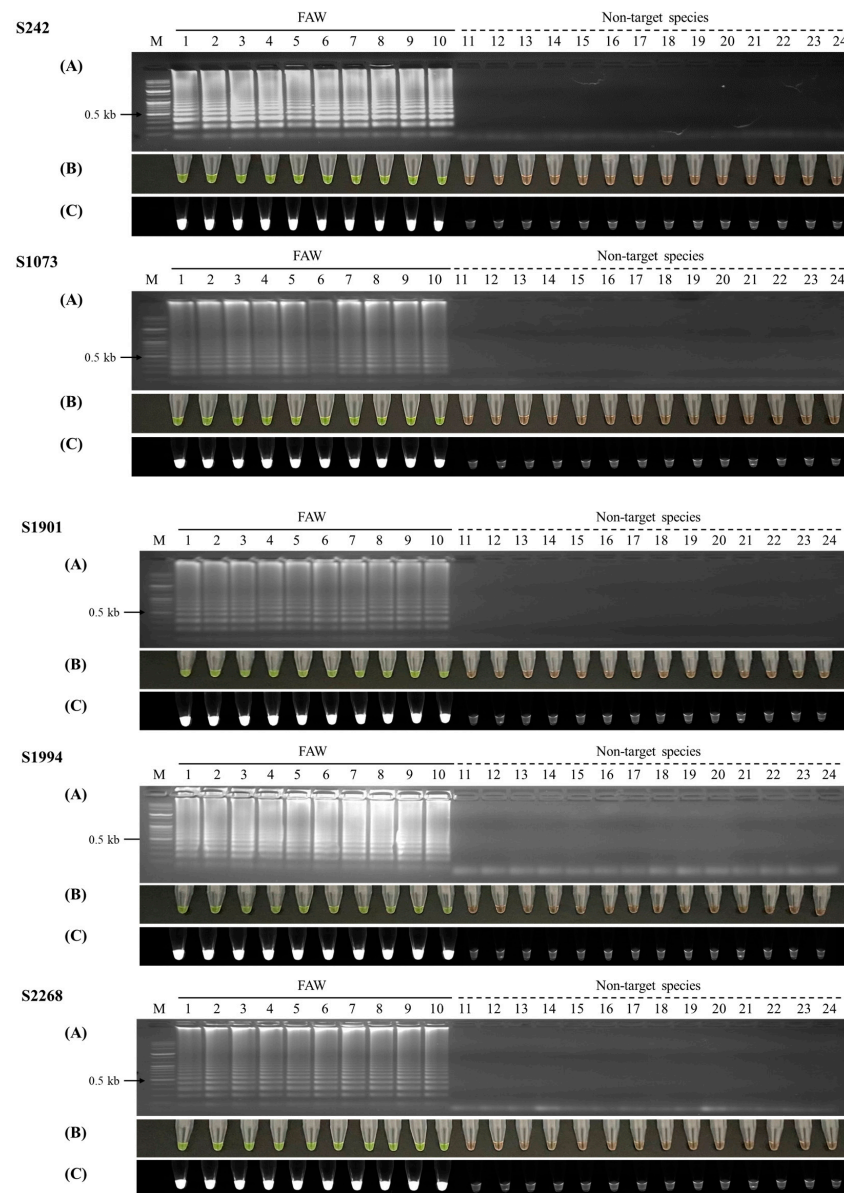 S242
FAW Non-target species
M 1 2 3 4 5 6 7 8 9 10 11 12 13 14 15 16 17 18 19 20 21 22 23 24
(A)
0.5 kb
(B)
(C)
S1073
FAW Non-target species
M 1 2 3 4 5 6 7 8 9 10 11 12 13 14 15 16 17 18 19 20 21 22 23 24
(A)
0.5 kb
(B)
(C)
S1901
FAW Non-target species
M 1 2 3 4 5 6 7 8 9 10 11 12 13 14 15 16 17 18 19 20 21 22 23 24
(A)
0.5 kb
(B)
(C)
S1994
FAW Non-target species
M 1 2 3 4 5 6 7 8 9 10 11 12 13 14 15 16 17 18 19 20 21 22 23 24
(A)
0.5 kb
(B)
(C)
S2268
FAW Non-target species
M 1 2 3 4 5 6 7 8 9 10 11 12 13 14 15 16 17 18 19 20 21 22 23 24
(A)
0.5 kb
(B)
(C)